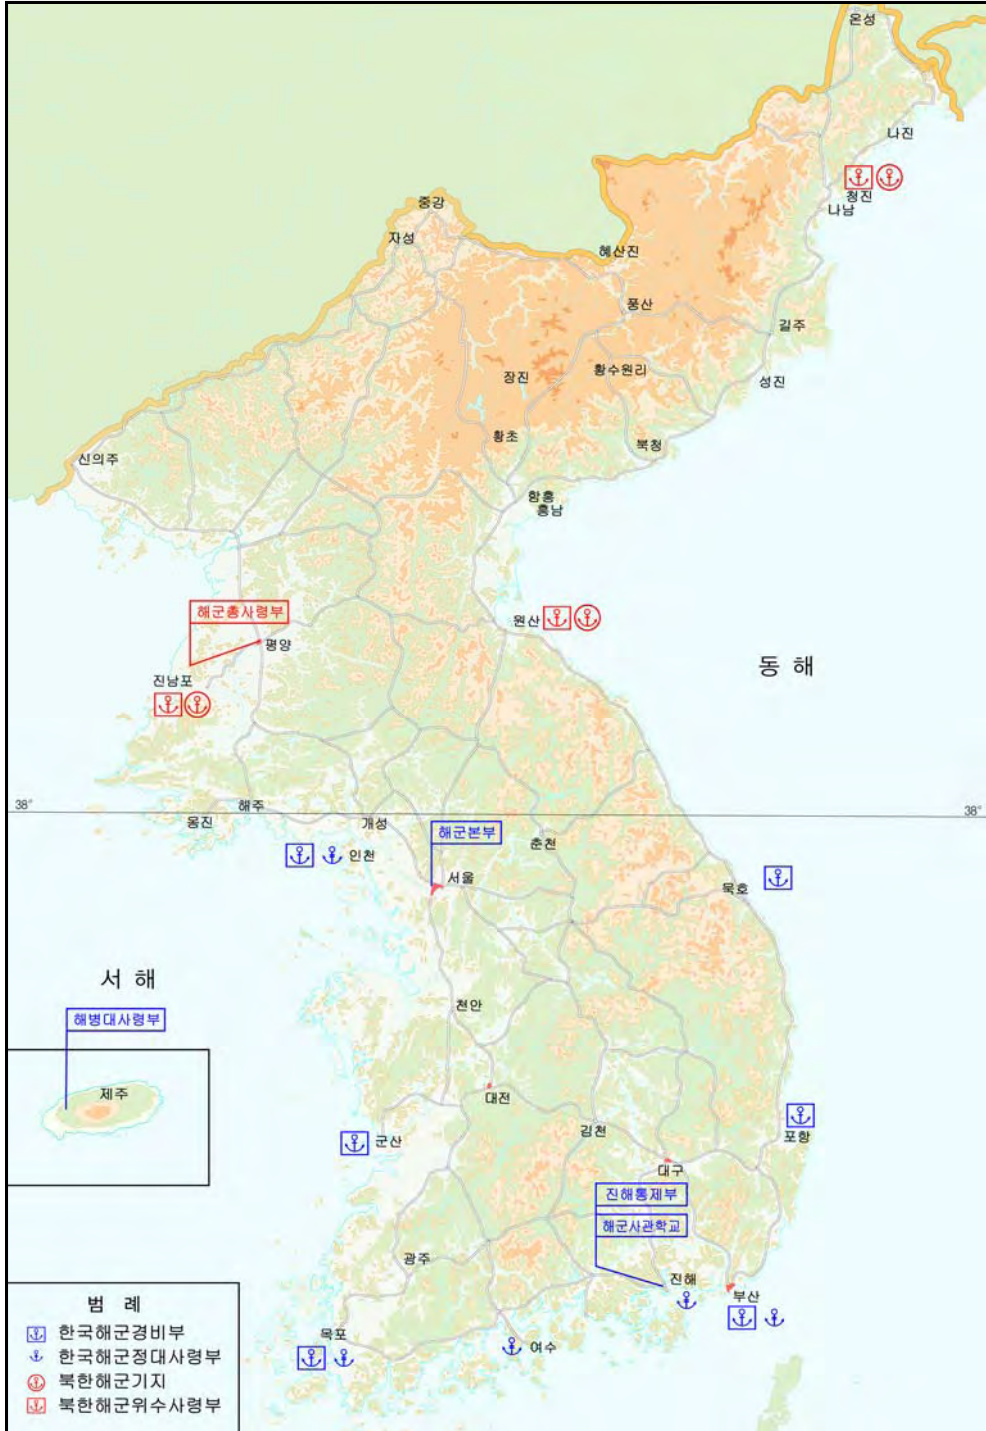 온성
나진
청진
나남
중강
자성
혜산진
풍산
길주
장진
황수원리
성진
황초
북청
신의주
함흥
흥남
해군총사령부
원산
평양
동 해
진남포
38°
38°
해주
옹진
개성
해군본부
춘천
인천
서울
묵호
서 해
천안
해병대사령부
제주
대전
김천
군산
포항
대구
진해통제부
해군사관학교
광주
진해
부산
목포
여수
범 례
한국해군경비부
한국해군정대사령부
북한해군기지
북한해군위수사령부